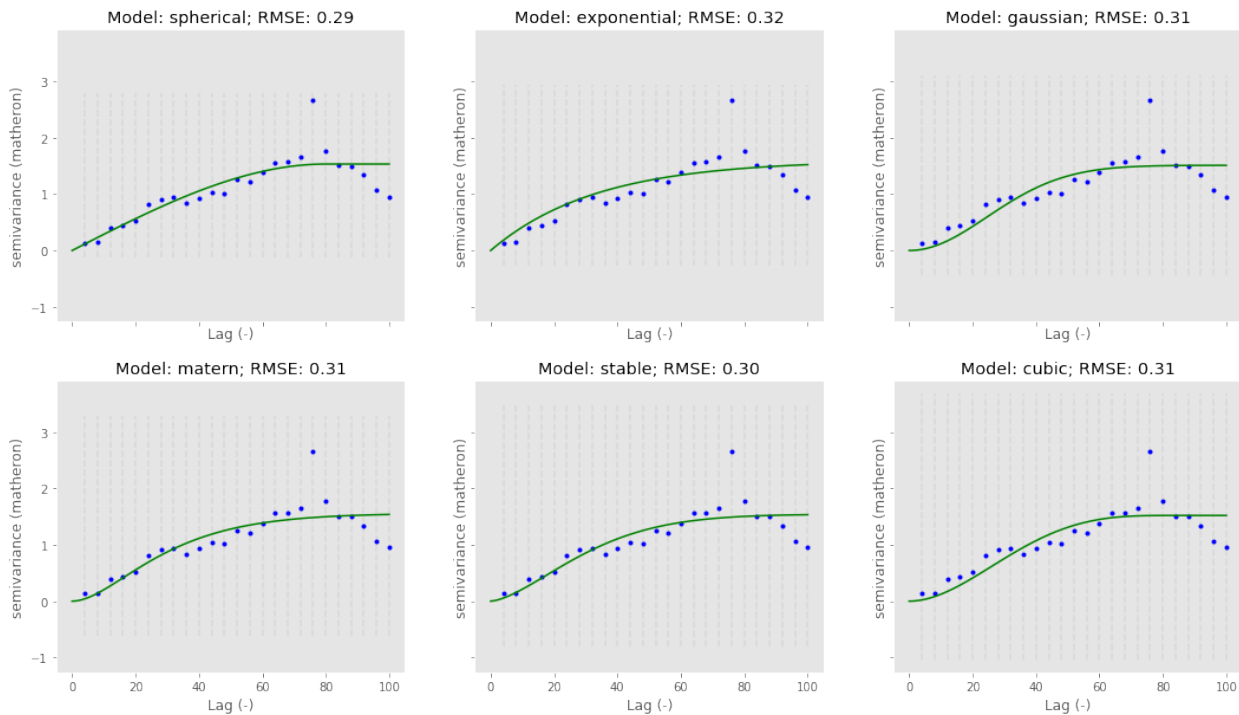 Model: spherical; RMSE: 0.29
Model: exponential; RMSE: 0.32
Model: gaussian; RMSE: 0.31
semivariance (matheron)
3
2
1
0
−1
Lag (-)
semivariance (matheron)
Lag (-)
semivariance (matheron)
Lag (-)
Model: matern; RMSE: 0.31
Model: stable; RMSE: 0.30
Model: cubic; RMSE: 0.31
semivariance (matheron)
3
2
1
0
−1
0 20 40 60 80 100
Lag (-)
semivariance (matheron)
0 20 40 60 80 100
Lag (-)
semivariance (matheron)
0 20 40 60 80 100
Lag (-)